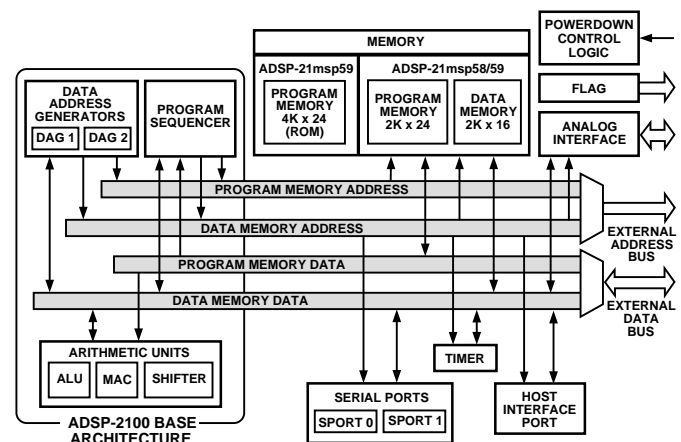 MEMORY
POWERDOWN
CONTROL
LOGIC
ADSP-21msp59
ADSP-21msp58/59
DATA
ADDRESS
GENERATORS
DAG 1
DAG 2
PROGRAM
SEQUENCER
PROGRAM
MEMORY
4K x 24
(ROM)
PROGRAM
MEMORY
2K x 24
DATA
MEMORY
2K x 16
FLAG
ANALOG
INTERFACE
PROGRAM MEMORY ADDRESS
DATA MEMORY ADDRESS
EXTERNAL
ADDRESS
BUS
PROGRAM MEMORY DATA
DATA MEMORY DATA
EXTERNAL
DATA
BUS
ARITHMETIC UNITS
ALU
MAC
SHIFTER
TIMER
SERIAL PORTS
SPORT 0
SPORT 1
HOST
INTERFACE
PORT
ADSP-2100 BASE
ARCHITECTURE